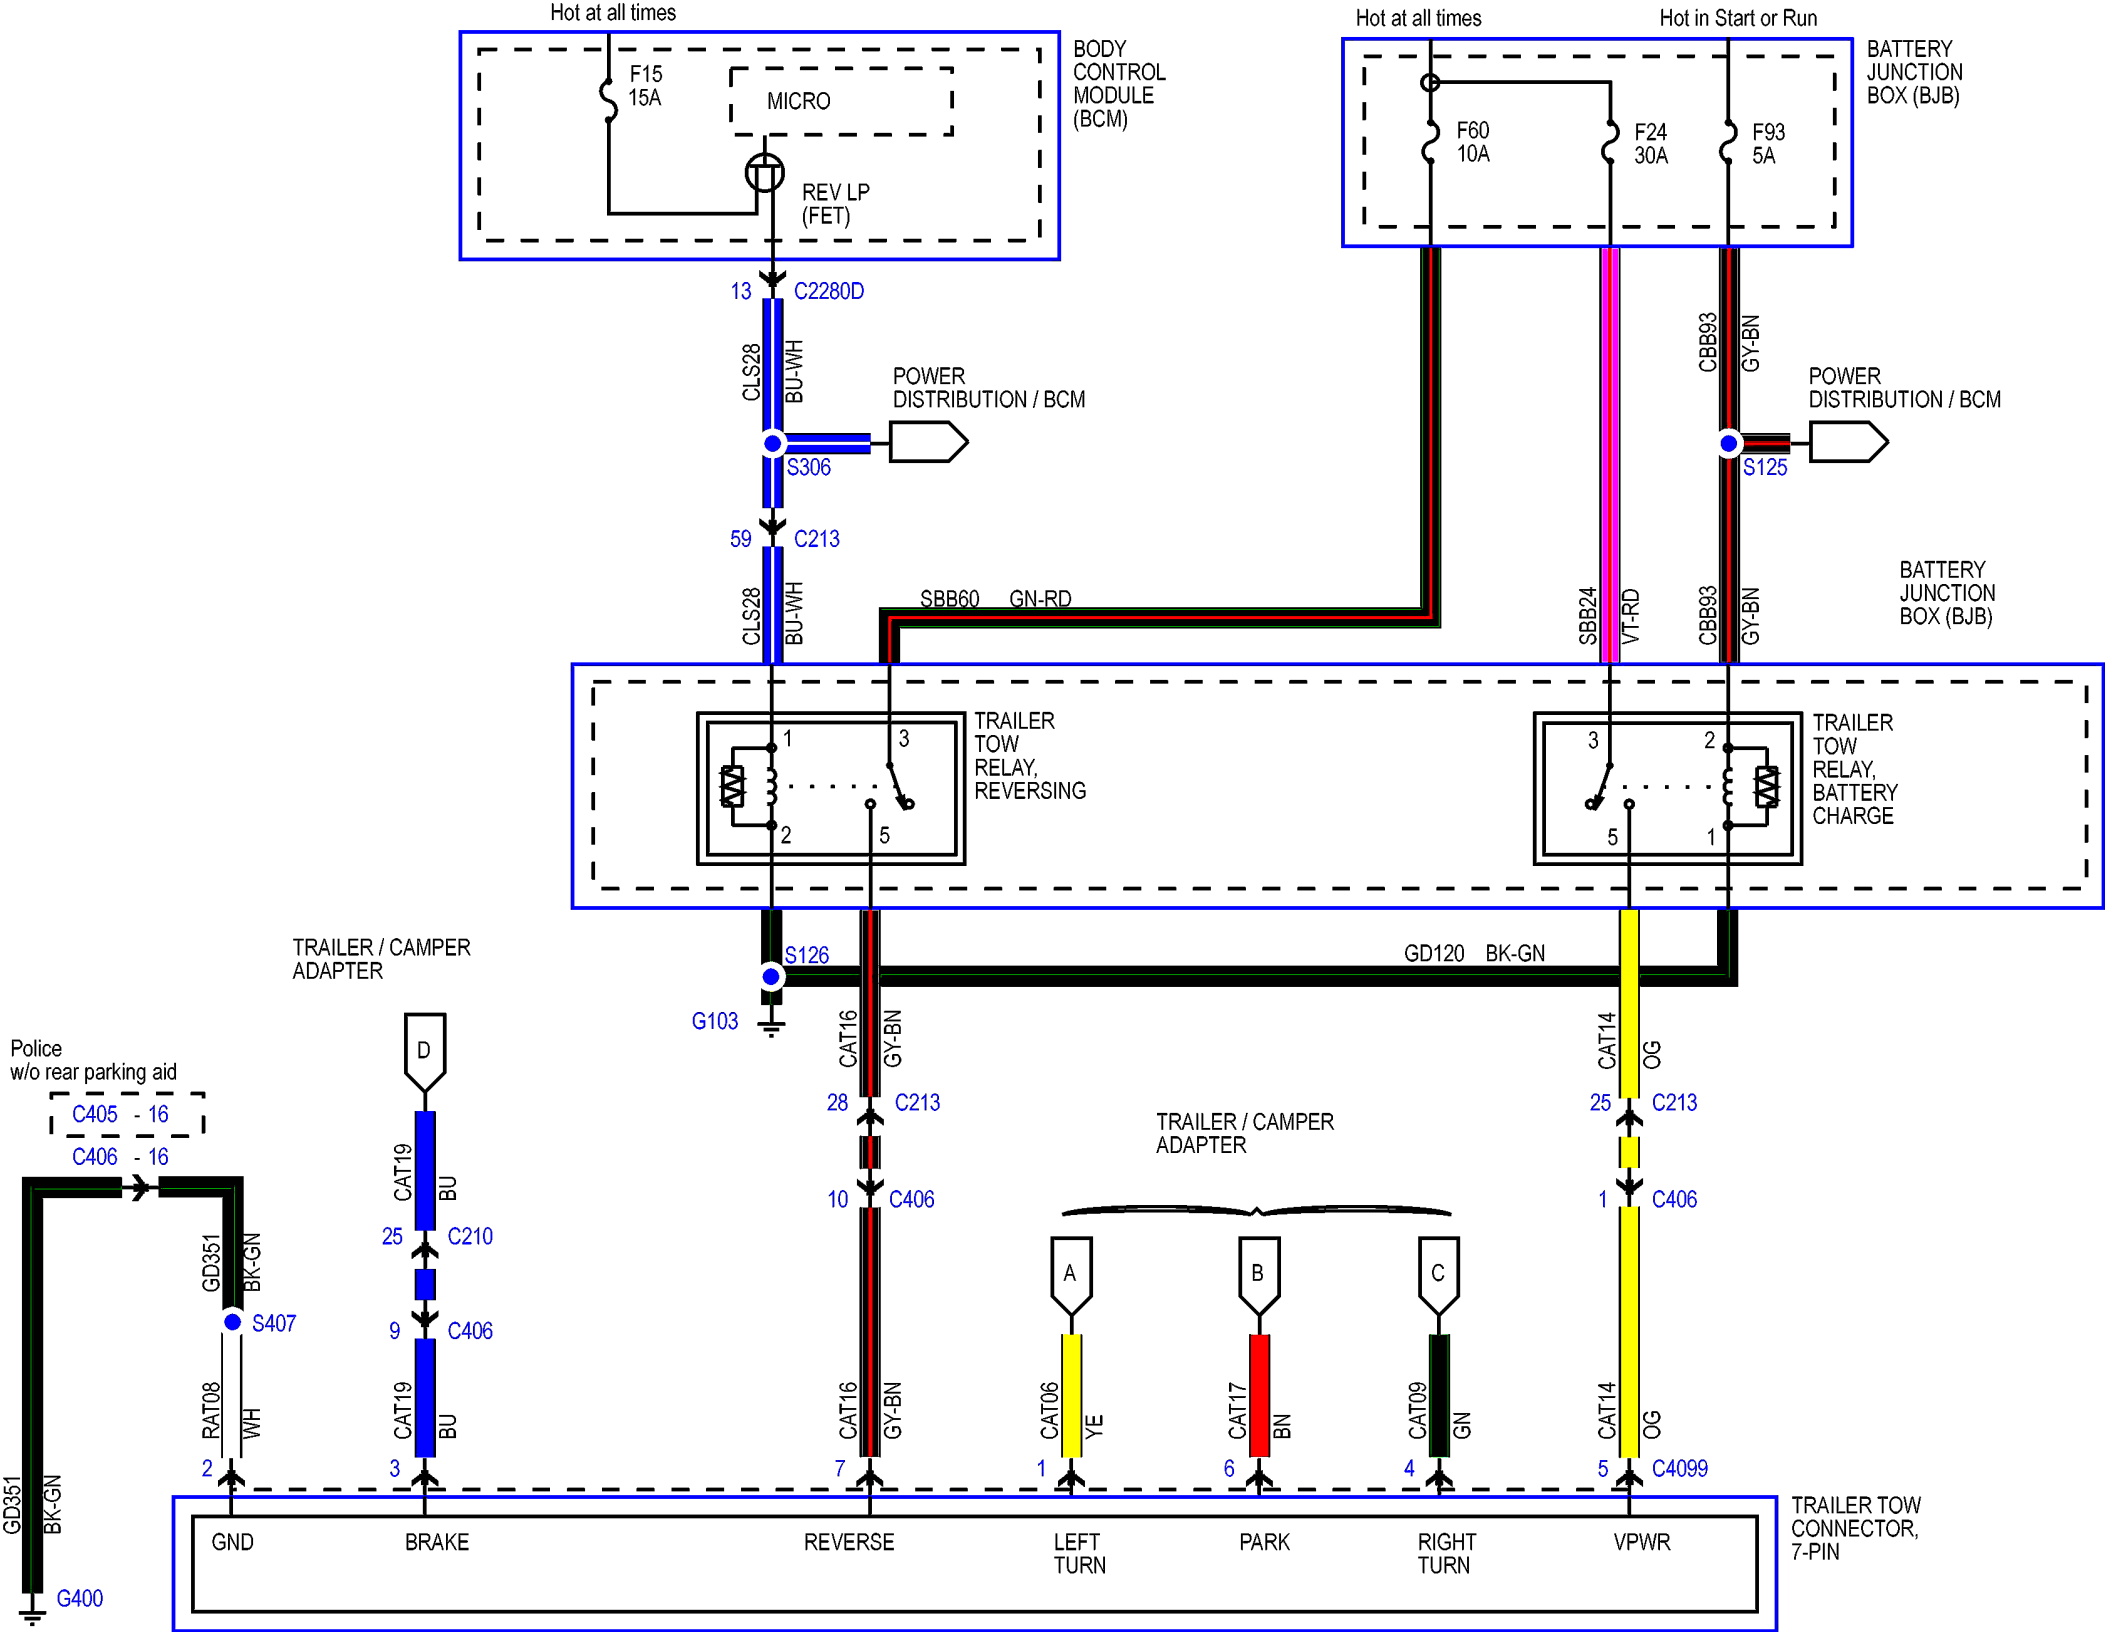 Hot at all times
Hot at all times
Hot in Start or Run
F15
15A
MICRO
REV LP
(FET)
BODY
CONTROL
MODULE
(BCM)
F60
10A
F24
30A
F93
5A
BATTERY
JUNCTION
BOX (BJB)
13 C2280D
CLS28
BU-WH
CBB93
GY-BN
POWER
DISTRIBUTION / BCM
POWER
DISTRIBUTION / BCM
S306
S125
59 C213
CLS28
BU-WH
SBB60 GN-RD
SBB24
VT-RD
CBB93
GY-BN
BATTERY
JUNCTION
BOX (BJB)
1
3
2
5
TRAILER
TOW
RELAY,
REVERSING
3
2
5
1
TRAILER
TOW
RELAY,
BATTERY
CHARGE
TRAILER / CAMPER
ADAPTER
S126
GD120 BK-GN
G103
CAT16
GY-BN
CAT14
OG
Police
w/o rear parking aid
C405 - 16
C406 - 16
D
CAT19
BU
28 C213
25 C213
TRAILER / CAMPER
ADAPTER
10 C406
1 C406
25 C210
GD351
BK-GN
A
B
C
S407
9 C406
RAT08
WH
CAT19
BU
CAT16
GY-BN
CAT06
YE
CAT17
BN
CAT09
GN
CAT14
OG
2
3
7
1
6
4
5 C4099
GD351
BK-GN
GND
BRAKE
REVERSE
LEFT
TURN
PARK
RIGHT
TURN
VPWR
TRAILER TOW
CONNECTOR,
7-PIN
G400